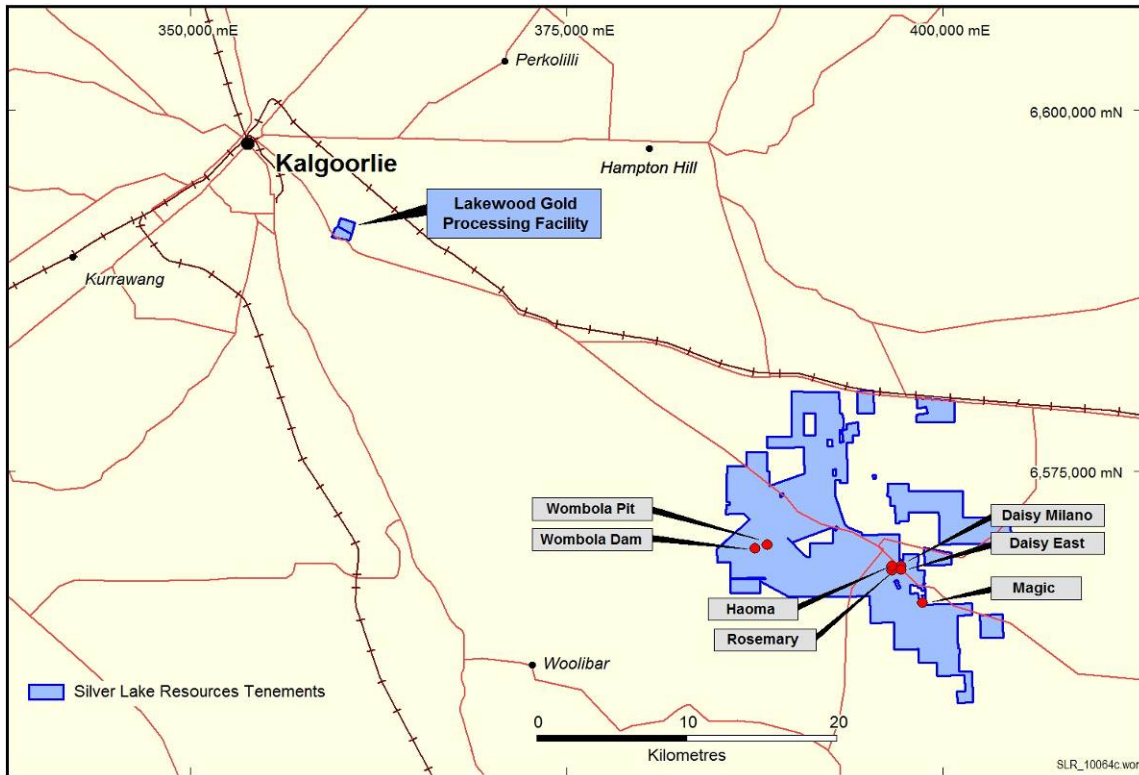 350,000 mE
375,000 mE
400,000 mE
Perkolilli
6,600,000 mN
Kalgoorlie
Hampton Hill
Lakewood Gold
Processing Facility
Kurrawang
6,575,000 mN
Wombola Pit
Wombola Dam
Daisy Milano
Daisy East
Magic
Haoma
Rosemary
Woolibar
Silver Lake Resources Tenements
0
10
20
Kilometres
SLR_10064c.wor